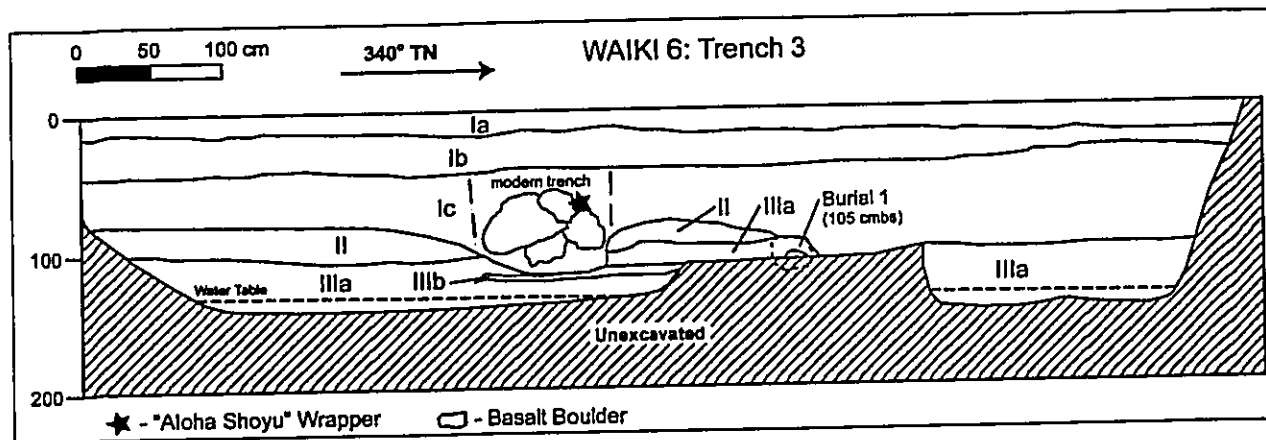 0 50 100 cm
340° TN
WAIKI 6: Trench 3
0
Ia
Ib
modern trench
Ic
II
IIIa
Burial 1
(105 cmbs)
II
100
IIIa
IIIb
IIIa
Water Table
Unexcavated
200
- "Aloha Shoyu" Wrapper
- Basalt Boulder